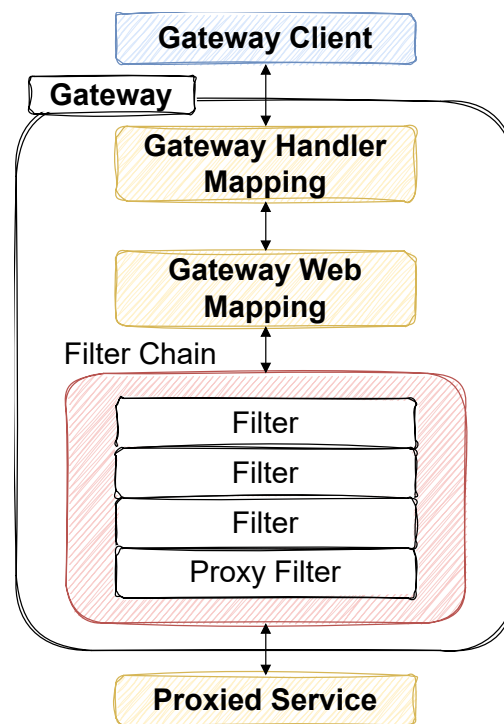 Gateway Client
Gateway
Gateway Handler
Mapping
Gateway Web
Mapping
Filter Chain
Filter
Filter
Filter
Proxy Filter
Proxied Service